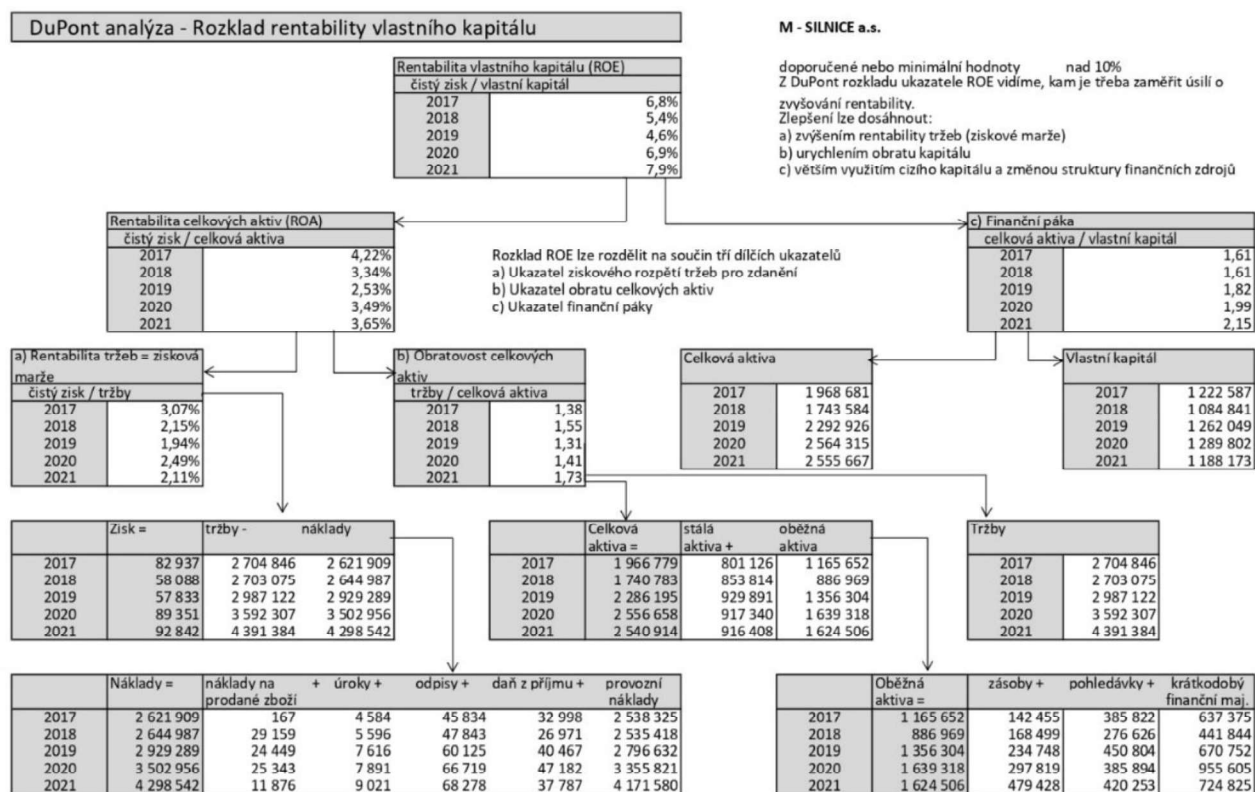 DuPont analýza - Rozklad rentability vlastního kapitálu
M - SILNICE a.s.
doporučené nebo minimální hodnoty nad 10%
Z DuPont rozkladu ukazatele ROE vidíme, kam je třeba zaměřit úsilí o
zvyšování rentability.
Zlepšení lze dosáhnout:
a) zvýšením rentability tržeb (ziskové marže)
b) urychlením obratu kapitálu
c) větším využitím cizího kapitálu a změnou struktury finančních zdrojů
Rentabilita vlastního kapitálu (ROE)
čistý zisk / vlastní kapitál
2017 6,8%
2018 5,4%
2019 4,6%
2020 6,9%
2021 7,9%
Rentabilita celkových aktiv (ROA)
čistý zisk / celková aktiva
2017 4,22%
2018 3,34%
2019 2,53%
2020 3,49%
2021 3,65%
Rozklad ROE lze rozdělit na součin tří dílčích ukazatelů
a) Ukazatel ziskového rozpětí tržeb pro zdanění
b) Ukazatel obratu celkových aktiv
c) Ukazatel finanční páky
c) Finanční páka
celková aktiva / vlastní kapitál
2017 1,61
2018 1,61
2019 1,82
2020 1,99
2021 2,15
a) Rentabilita tržeb = zisková
marže
čistý zisk / tržby
2017 3,07%
2018 2,15%
2019 1,94%
2020 2,49%
2021 2,11%
b) Obratovost celkových
aktiv
tržby / celková aktiva
2017 1,38
2018 1,55
2019 1,31
2020 1,41
2021 1,73
Celková aktiva
2017 1 968 681
2018 1 743 584
2019 2 292 926
2020 2 564 315
2021 2 555 667
Vlastní kapitál
2017 1 222 587
2018 1 084 841
2019 1 262 049
2020 1 289 802
2021 1 188 173
Zisk = tržby - náklady
2017 82 937 2 704 846 2 621 909
2018 58 088 2 703 075 2 644 987
2019 57 833 2 987 122 2 929 289
2020 89 351 3 592 307 3 502 956
2021 92 842 4 391 384 4 298 542
Celková stálá oběžná
aktiva = aktiva + aktiva
2017 1 966 779 801 126 1 165 652
2018 1 740 783 853 814 886 969
2019 2 286 195 929 891 1 356 304
2020 2 556 658 917 340 1 639 318
2021 2 540 914 916 408 1 624 506
Tržby
2017 2 704 846
2018 2 703 075
2019 2 987 122
2020 3 592 307
2021 4 391 384
Náklady = náklady na + úroky + odpisy + daň z příjmu + provozní
prodané zboží náklady
2017 2 621 909 167 4 584 45 834 32 998 2 538 325
2018 2 644 987 29 159 5 596 47 843 26 971 2 535 418
2019 2 929 289 24 449 7 616 60 125 40 467 2 796 632
2020 3 502 956 25 343 7 891 66 719 47 182 3 355 821
2021 4 298 542 11 876 9 021 68 278 37 787 4 171 580
Oběžná zásoby + pohledávky + krátkodobý
aktiva = finanční maj.
2017 1 165 652 142 455 385 822 637 375
2018 886 969 168 499 276 626 441 844
2019 1 356 304 234 748 450 804 670 752
2020 1 639 318 297 819 385 894 955 605
2021 1 624 506 479 428 420 253 724 825